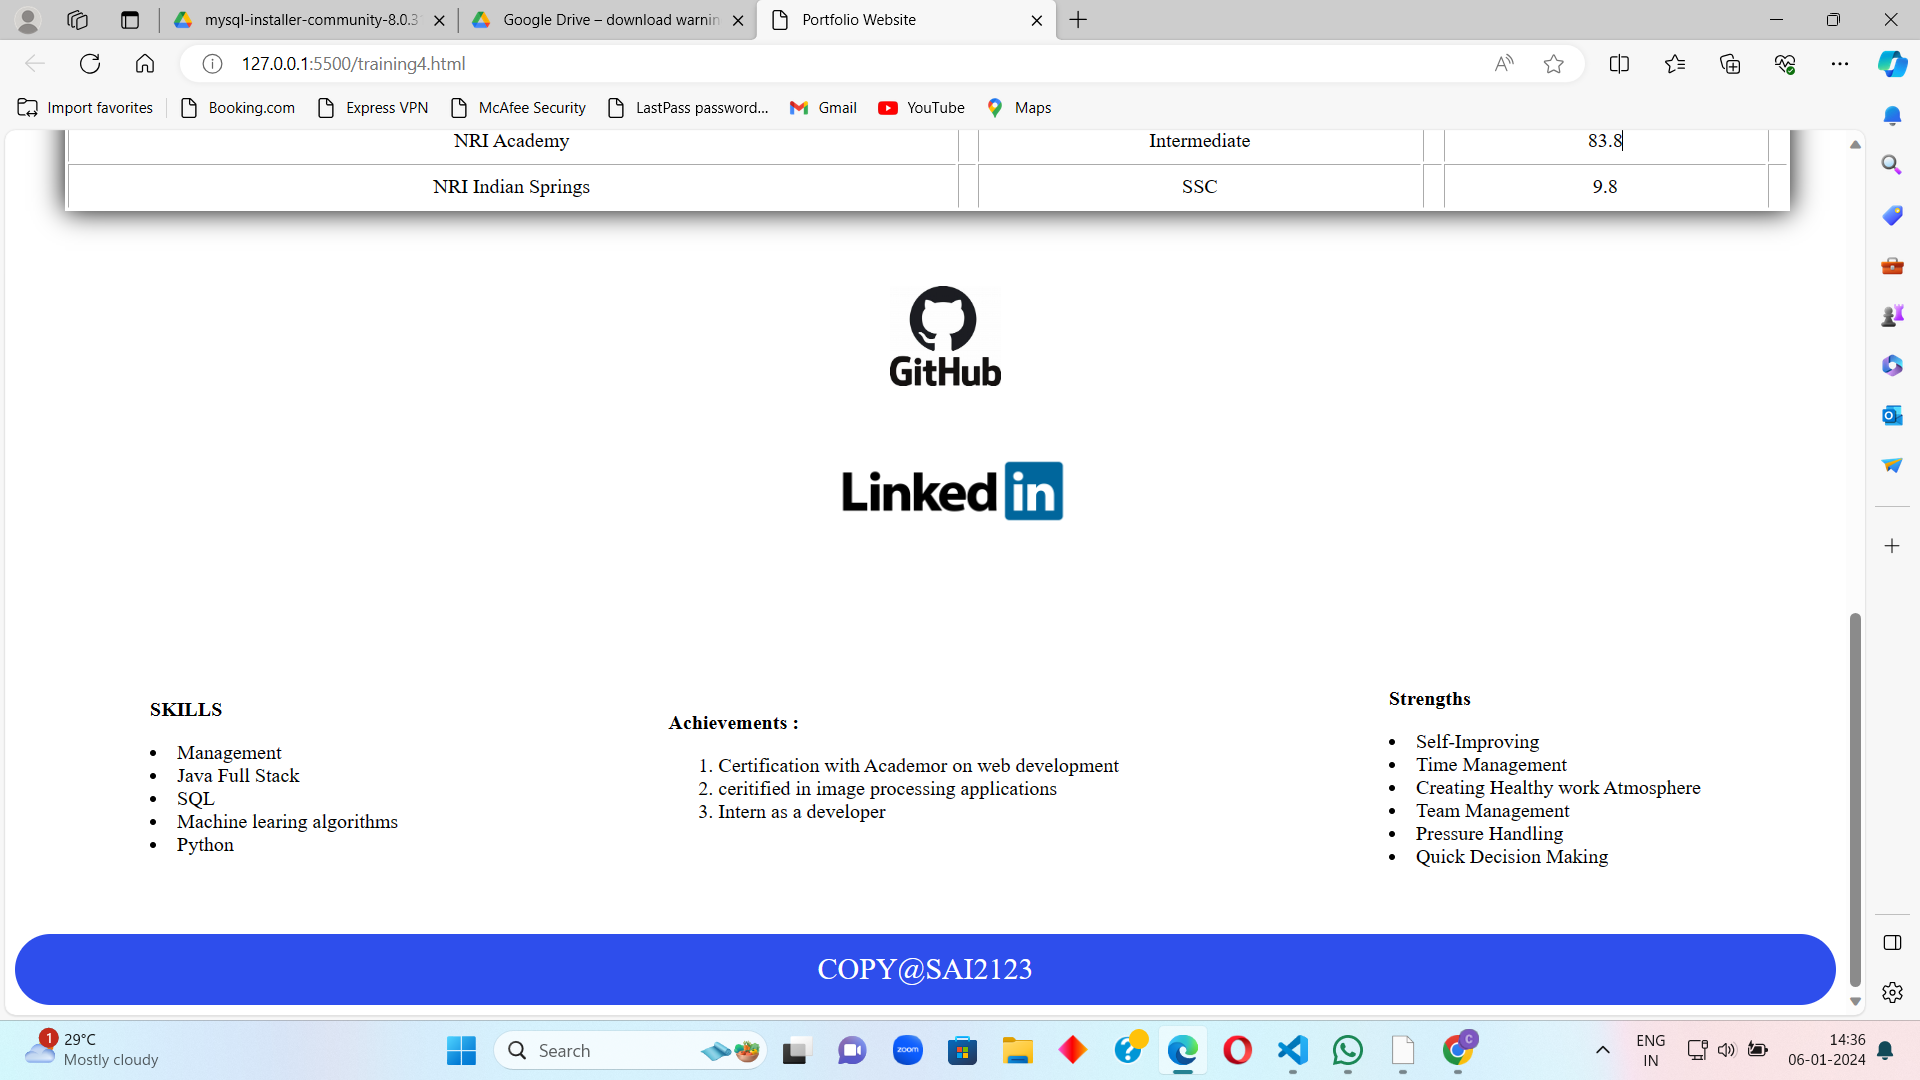 mysql-installer-community-8.0.3
Google Drive – download warnin
Portfolio Website
127.0.0.1:5500/training4.html
Import favorites
Booking.com
Express VPN
McAfee Security
LastPass password...
Gmail
YouTube
Maps
NRI Academy Intermediate 83.8
NRI Indian Springs SSC 9.8
GitHub
Linked in
SKILLS
• Management
• Java Full Stack
• SQL
• Machine learing algorithms
• Python
Achievements :
1. Certification with Academor on web development
2. ceritified in image processing applications
3. Intern as a developer
Strengths
• Self-Improving
• Time Management
• Creating Healthy work Atmosphere
• Team Management
• Pressure Handling
• Quick Decision Making
COPY@SAI2123
1
29°C
Mostly cloudy
Search
zoom
C
ENG
IN
14:36
06-01-2024